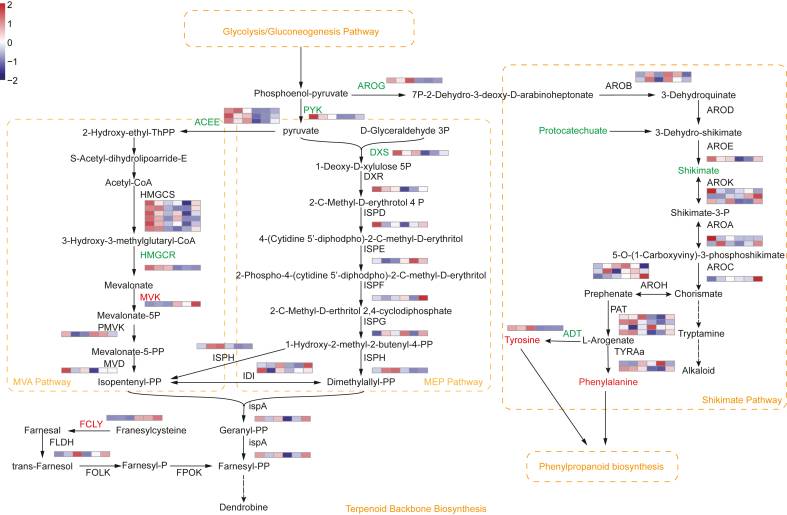 2
1
0
−1
−2
Glycolysis/Gluconeogenesis Pathway
Phosphoenol-pyruvate
AROG
7P-2-Dehydro-3-deoxy-D-arabinoheptonate
AROB
3-Dehydroquinate
ACEE
PYK
AROD
2-Hydroxy-ethyl-ThPP
pyruvate
D-Glyceraldehyde 3P
Protocatechuate
3-Dehydro-shikimate
DXS
AROE
S-Acetyl-dihydrolipoarride-E
1-Deoxy-D-xylulose 5P
Shikimate
Acetyl-CoA
DXR
AROK
HMGCS
2-C-Methyl-D-erythrotol 4 P
ISPD
Shikimate-3-P
AROA
3-Hydroxy-3-methylglutaryl-CoA
4-(Cytidine 5'-diphodpho)-2-C-methyl-D-erythritol
HMGCR
ISPE
5-O-(1-Carboxyviny)-3-phosphoshikimate
AROC
2-Phospho-4-(cytidine 5'-diphodpho)-2-C-methyl-D-erythritol
Mevalonate
ISPF
AROH
Prephenate
Chorismate
MVK
PAT
Mevalonate-5P
2-C-Methyl-D-erthritol 2,4-cyclodiphosphate
PMVK
ISPG
Tryptamine
ADT
Tyrosine
L-Arogenate
1-Hydroxy-2-methyl-2-butenyl-4-PP
Mevalonate-5-PP
ISPH
ISPH
TYRAa
MVD
IDI
Alkaloid
MVA Pathway
Isopentenyl-PP
Dimethylallyl-PP
MEP Pathway
Phenylalanine
Shikimate Pathway
ispA
FCLY
Farnesal
Franesylcysteine
Geranyl-PP
FLDH
ispA
trans-Farnesol
FOLK
Farnesyl-P
FPOK
Farnesyl-PP
Phenylpropanoid biosynthesis
Dendrobine
Terpenoid Backbone Biosynthesis